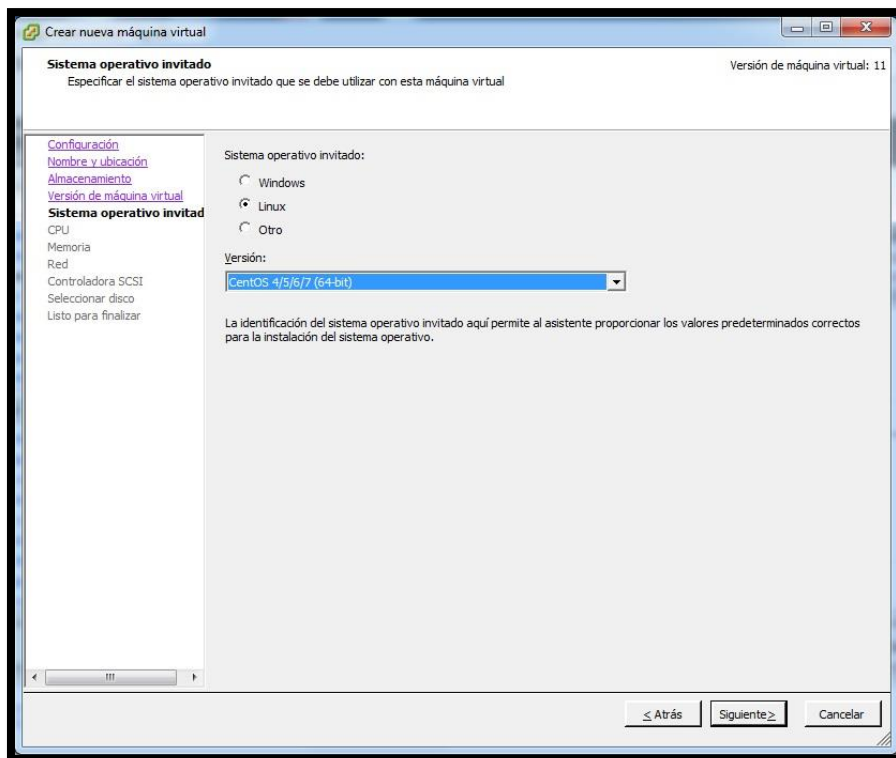 Crear nueva máquina virtual
Sistema operativo invitado
Especificar el sistema operativo invitado que se debe utilizar con esta máquina virtual
Versión de máquina virtual: 11
Configuración
Nombre y ubicación
Almacenamiento
Versión de máquina virtual
Sistema operativo invitad
CPU
Memoria
Red
Controladora SCSI
Seleccionar disco
Listo para finalizar
Sistema operativo invitado:
Windows
Linux
Otro
Versión:
CentOS 4/5/6/7 (64-bit)
La identificación del sistema operativo invitado aquí permite al asistente proporcionar los valores predeterminados correctos
para la instalación del sistema operativo.
< Atrás
Siguiente >
Cancelar